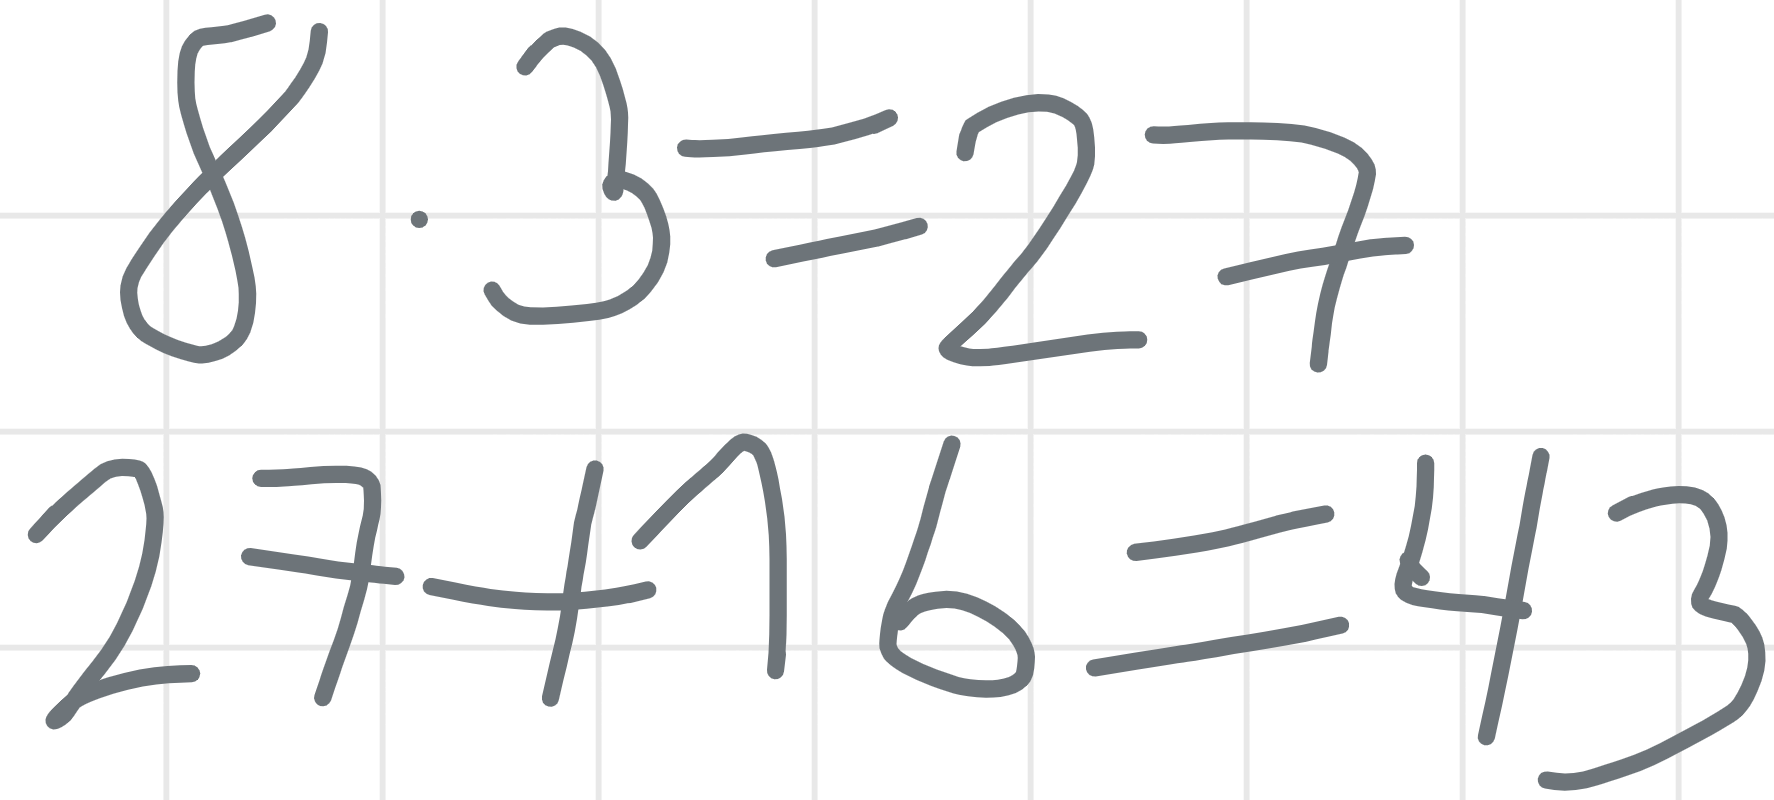 8 · 3 = 27
27 + 16 = 43